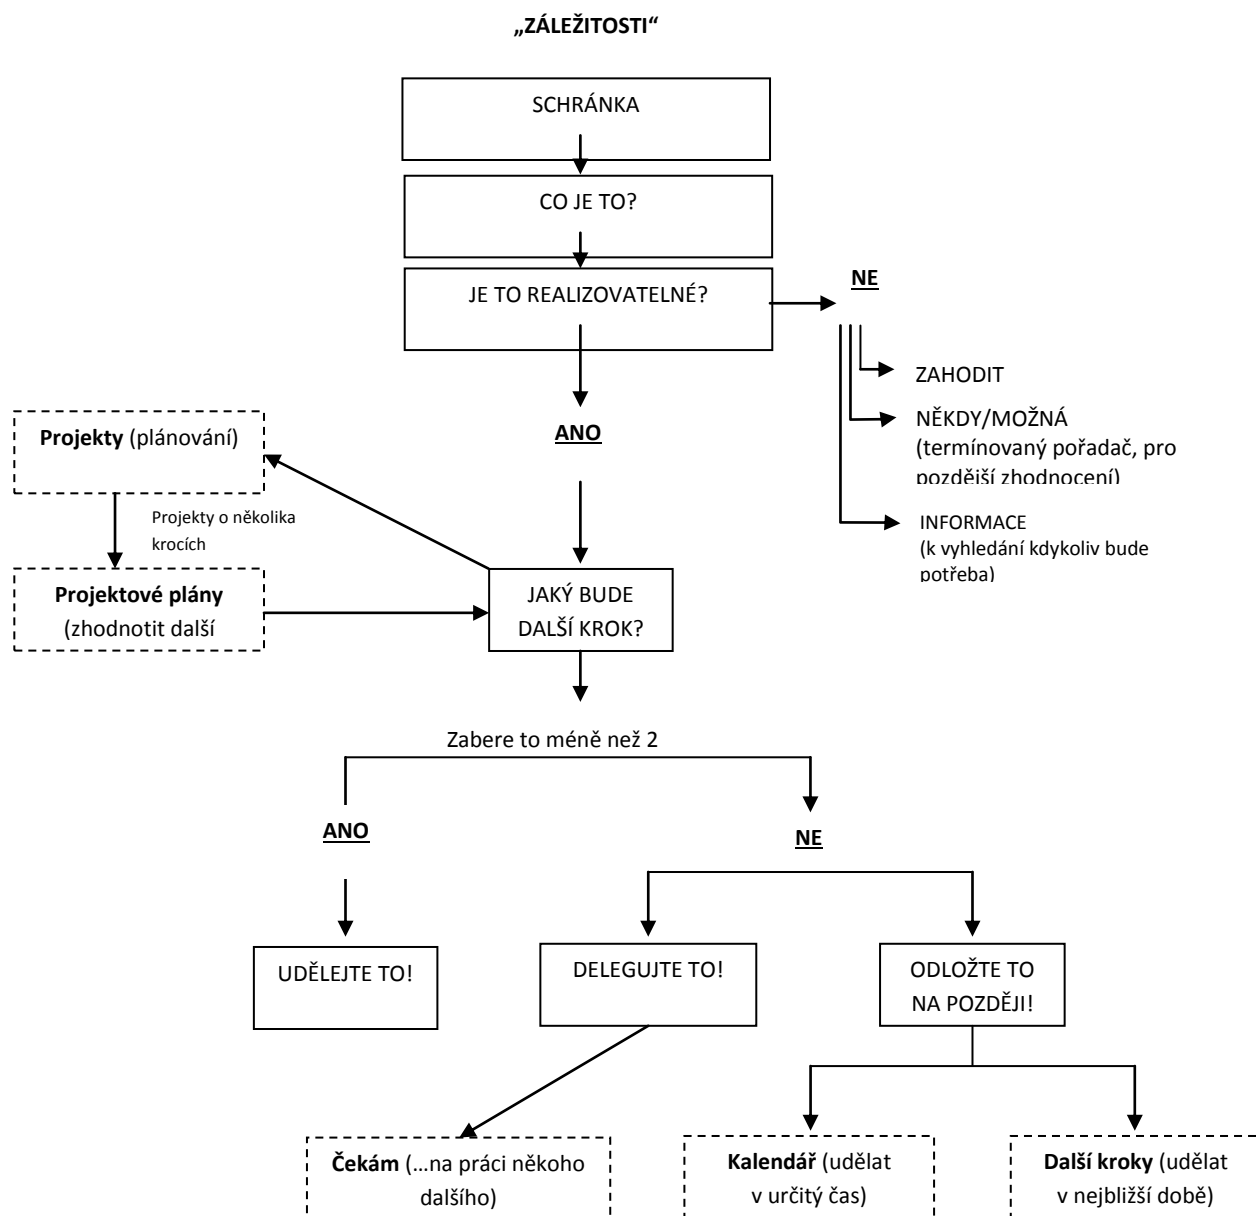 „ZÁLEŽITOSTI“
SCHRÁNKA
CO JE TO?
JE TO REALIZOVATELNÉ?
NE
ZAHODIT
NĚKDY/MOŽNÁ
(termínovaný pořadač, pro
pozdější zhodnocení)
INFORMACE
(k vyhledání kdykoliv bude
potřeba)
ANO
Projekty (plánování)
Projekty o několika
krocích
Projektové plány
(zhodnotit další
JAKÝ BUDE
DALŠÍ KROK?
Zabere to méně než 2
ANO
NE
UDĚLEJTE TO!
DELEGUJTE TO!
ODLOŽTE TO
NA POZDĚJI!
Čekám (...na práci někoho
dalšího)
Kalendář (udělat
v určitý čas)
Další kroky (udělat
v nejbližší době)